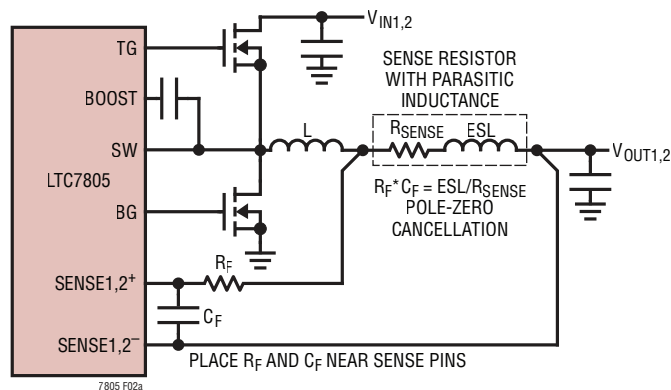 V_IN1,2
TG
SENSE RESISTOR
WITH PARASITIC
INDUCTANCE
BOOST
R_SENSE
ESL
L
SW
V_OUT1,2
LTC7805
R_F*C_F = ESL/R_SENSE
POLE-ZERO
CANCELLATION
BG
R_F
SENSE1,2⁺
C_F
SENSE1,2⁻
PLACE R_F AND C_F NEAR SENSE PINS
7805 F02a